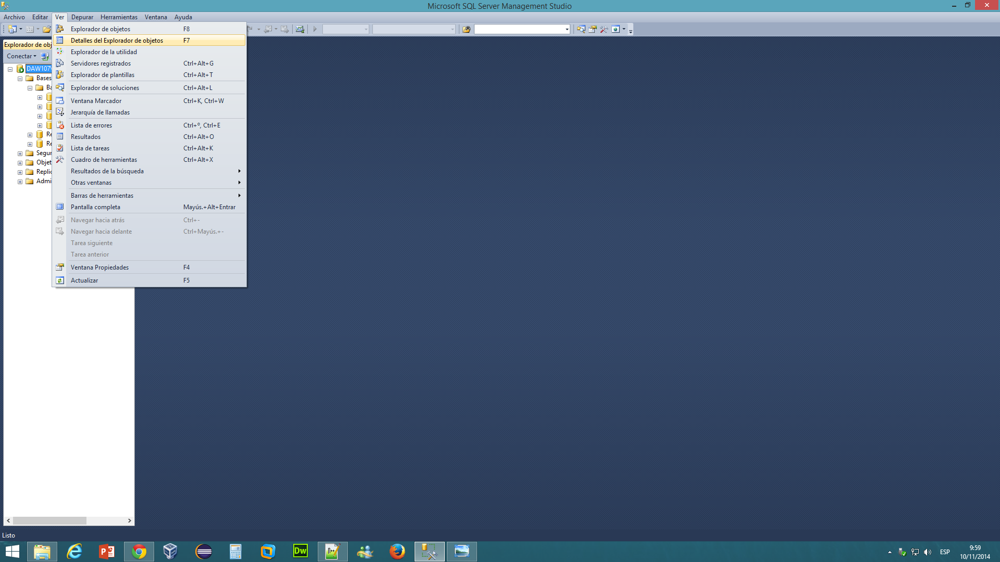 Microsoft SQL Server Management Studio
Archivo Editar Ver Depurar Herramientas Ventana Ayuda
Explorador de objetos F8
Detalles del Explorador de objetos F7
Explorador de la utilidad
Servidores registrados Ctrl+Alt+G
Explorador de plantillas Ctrl+Alt+T
Explorador de soluciones Ctrl+Alt+L
Ventana Marcador Ctrl+K, Ctrl+W
Jerarquía de llamadas
Lista de errores Ctrl+º, Ctrl+E
Resultados Ctrl+Alt+O
Lista de tareas Ctrl+Alt+K
Cuadro de herramientas Ctrl+Alt+X
Resultados de la búsqueda
Otras ventanas
Barras de herramientas
Pantalla completa Mayús.+Alt+Entrar
Navegar hacia atrás Ctrl+-
Navegar hacia delante Ctrl+Mayús.+-
Tarea siguiente
Tarea anterior
Ventana Propiedades F4
Actualizar F5
Explorador de obj
Conectar
DAW107
Bases
Ba
Re
Re
Segur
Objet
Replic
Admi
Listo
Dw
n++
ESP
9:59
10/11/2014